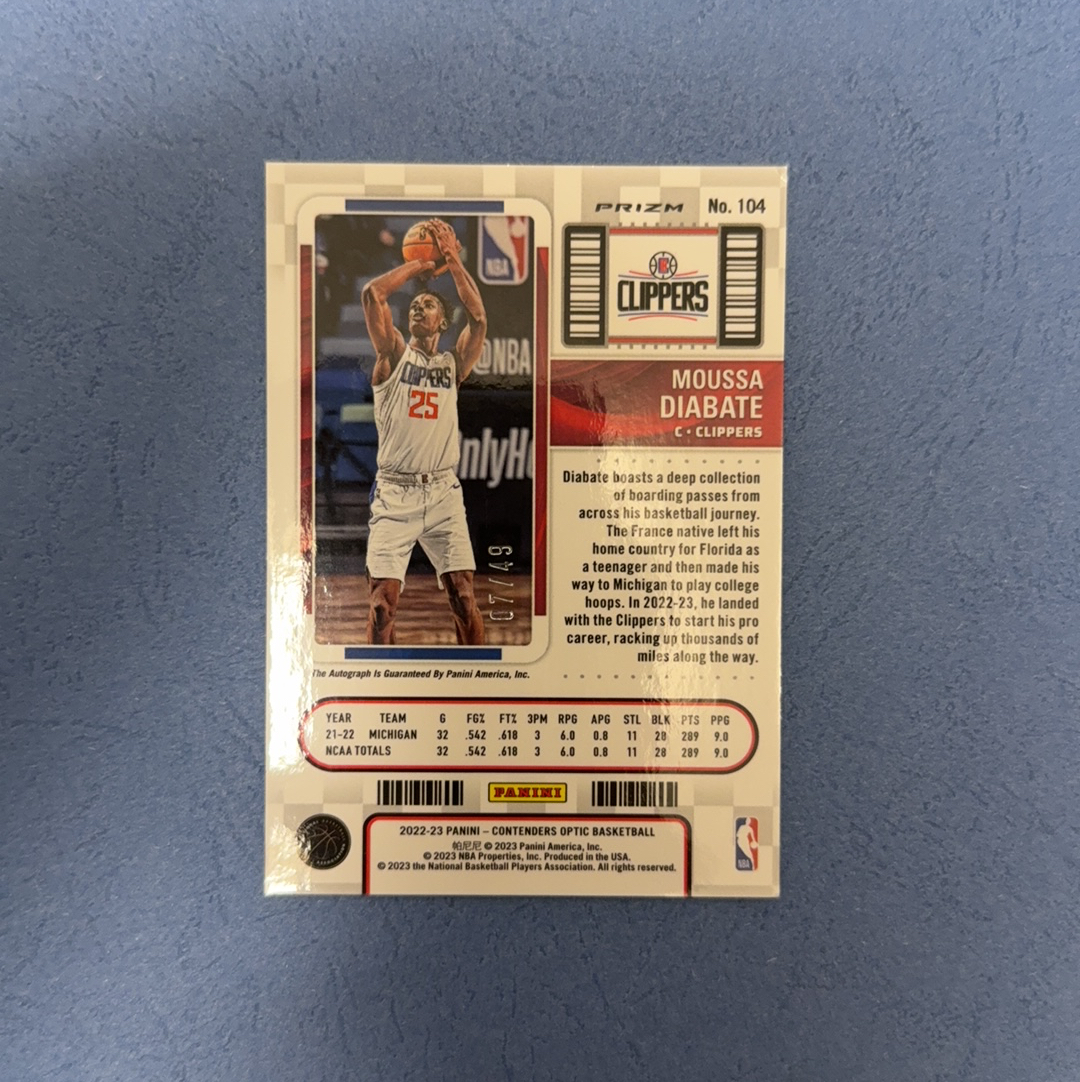 PRIZM No. 104
CLIPPERS
MOUSSA
DIABATE
C • CLIPPERS
NBA
@NBA
OnlyH
CLIPPERS
25
07/49
Diabate boasts a deep collection
of boarding passes from
across his basketball journey.
The France native left his
home country for Florida as
a teenager and then made his
way to Michigan to play college
hoops. In 2022-23, he landed
with the Clippers to start his pro
career, racking up thousands of
miles along the way.
The Autograph Is Guaranteed By Panini America, Inc.
YEAR TEAM G FG% FT% 3PM RPG APG STL BLK PTS PPG
21-22 MICHIGAN 32 .542 .618 3 6.0 0.8 11 28 289 9.0
NCAA TOTALS 32 .542 .618 3 6.0 0.8 11 28 289 9.0
PANINI
2022-23 PANINI – CONTENDERS OPTIC BASKETBALL
帕尼尼 © 2023 Panini America, Inc.
© 2023 NBA Properties, Inc. Produced in the USA.
© 2023 the National Basketball Players Association. All rights reserved.
NBA